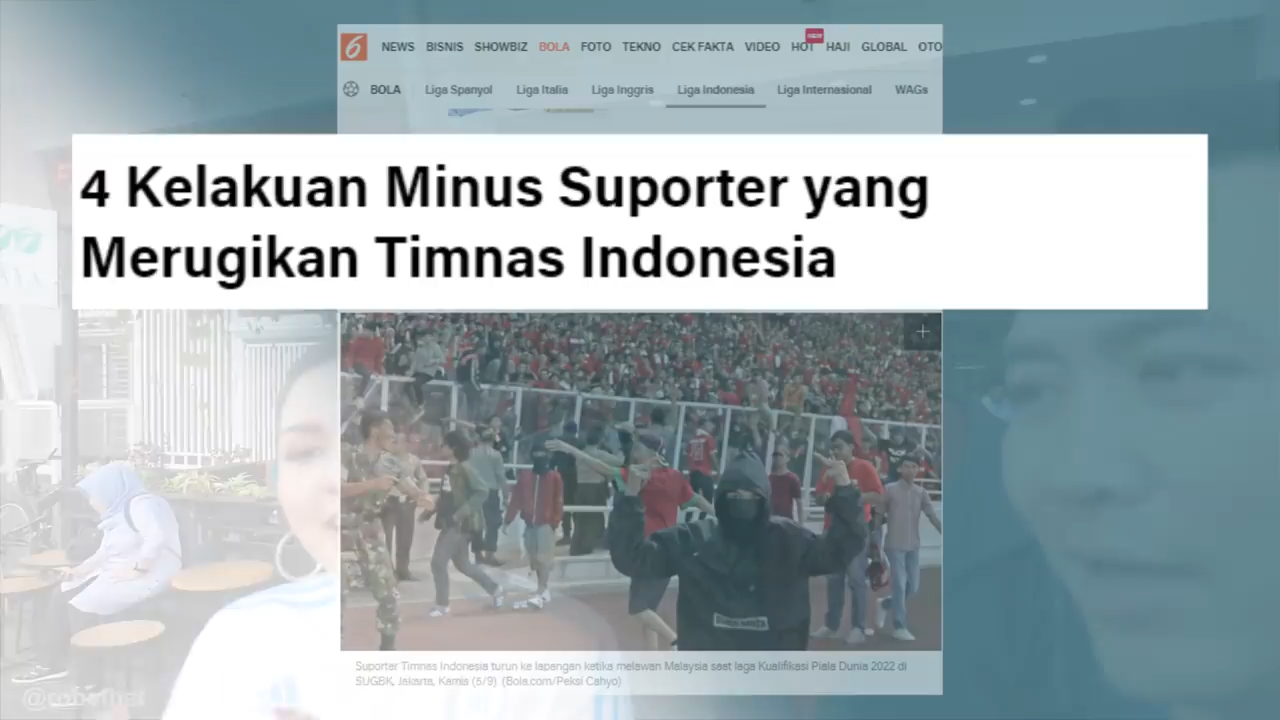 6 NEWS BISNIS SHOWBIZ BOLA FOTO TEKNO CEK FAKTA VIDEO HOT NEW HAJI GLOBAL OTO
BOLA Liga Spanyol Liga Italia Liga Inggris Liga Indonesia Liga Internasional WAGs
4 Kelakuan Minus Suporter yang
Merugikan Timnas Indonesia
Suporter Timnas Indonesia turun ke lapangan ketika melawan Malaysia saat laga Kualifikasi Piala Dunia 2022 di
SUGBK, Jakarta, Kamis (5/9). (Bola.com/Peksi Cahyo)